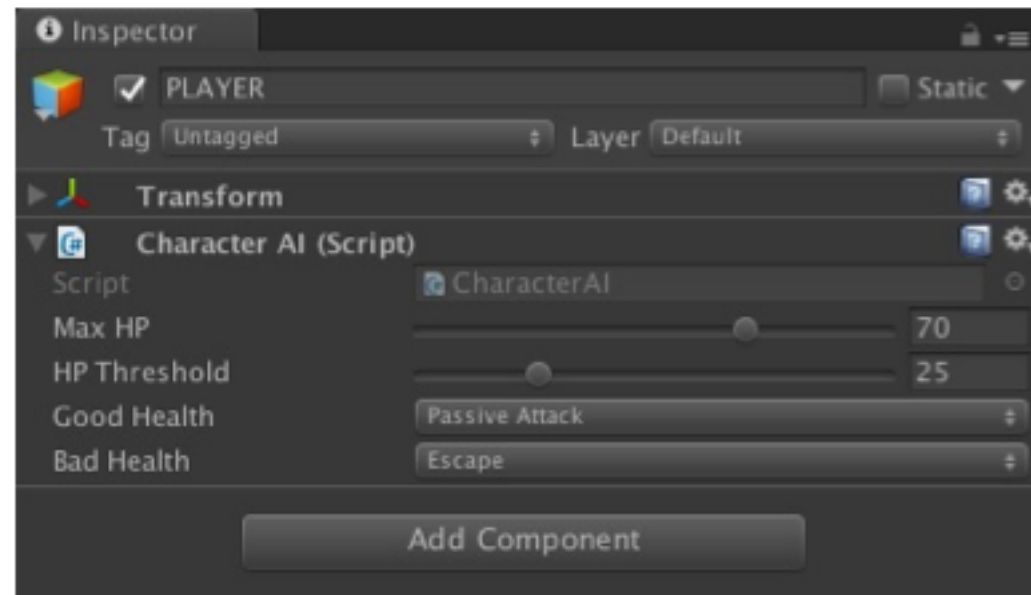 Inspector
PLAYER Static
Tag Untagged Layer Default
Transform
Character AI (Script)
Script CharacterAI
Max HP 70
HP Threshold 25
Good Health Passive Attack
Bad Health Escape
Add Component